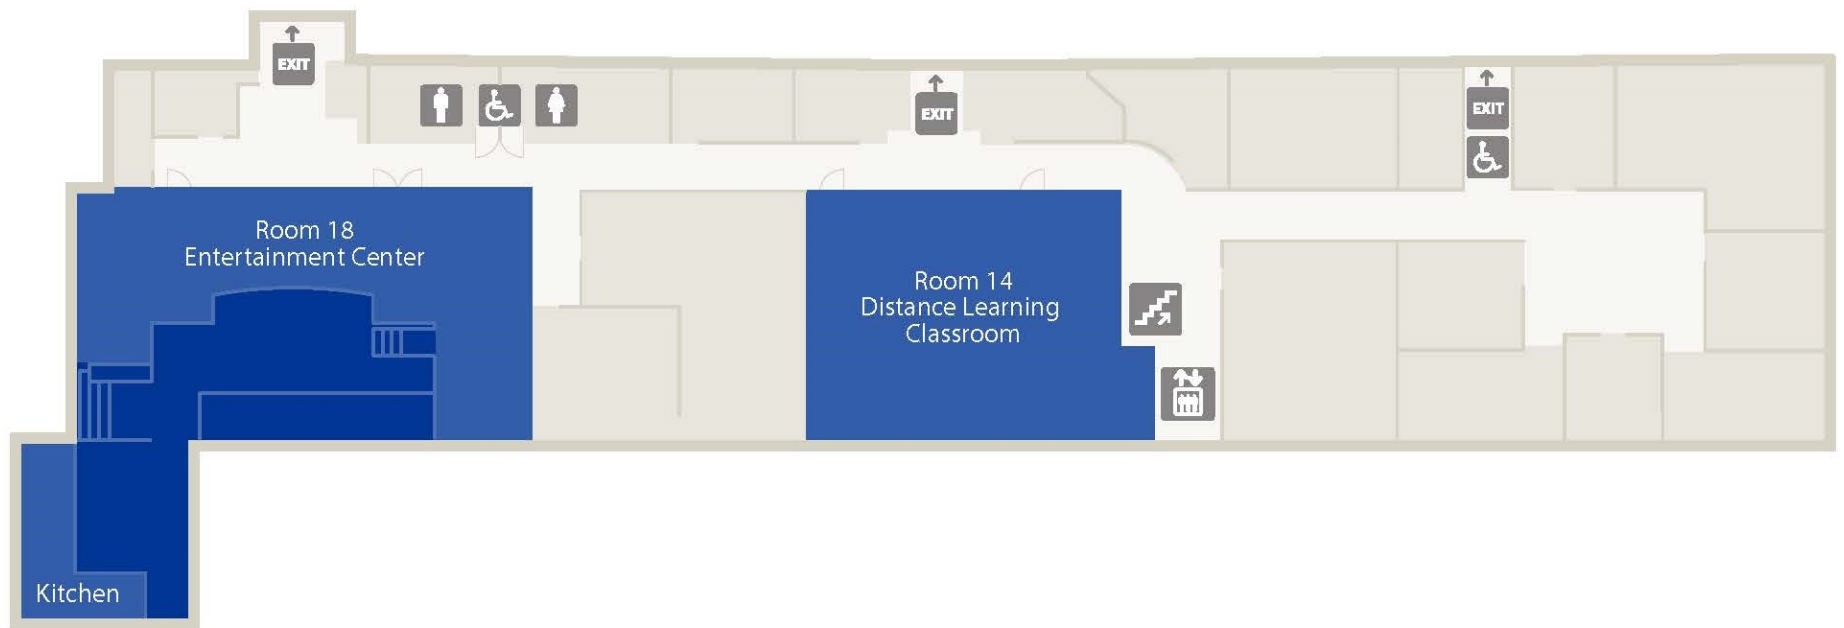 EXIT
EXIT
EXIT
Room 18
Entertainment Center
Room 14
Distance Learning
Classroom
Kitchen